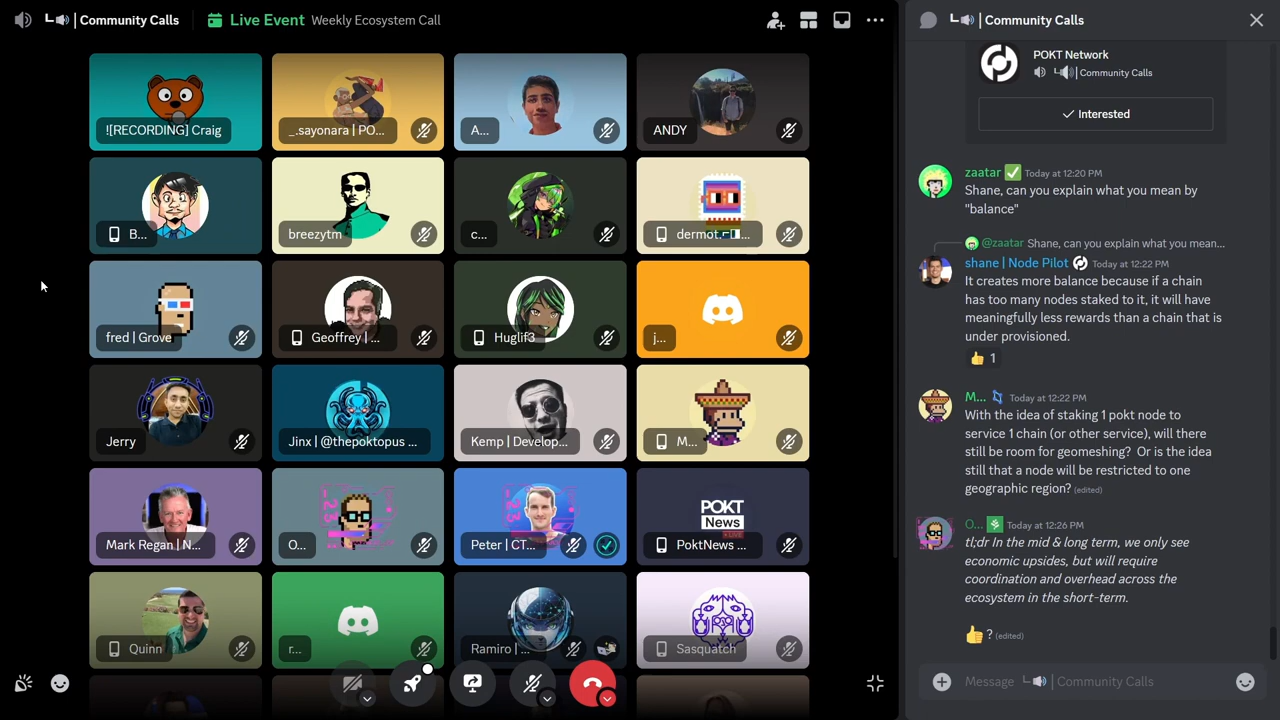 ┗🔊 | Community Calls
Live Event Weekly Ecosystem Call
![RECORDING] Craig
_.sayonara | PO...
A...
ANDY
B...
breezytm
c...
dermot.
fred | Grove
Geoffrey | ...
Huglif3
j...
Jerry
Jinx | @thepoktopus ...
Kemp | Develop...
M...
Mark Regan | N...
O...
Peter | CT...
POKT
News
LIVE
PoktNews ...
Quinn
r...
Ramiro | ...
Sasquatch
┗🔊 | Community Calls
POKT Network
┗🔊 | Community Calls
✓ Interested
zaatar ✅ Today at 12:20 PM
Shane, can you explain what you mean by
"balance"
@zaatar Shane, can you explain what you mean...
shane | Node Pilot Today at 12:22 PM
It creates more balance because if a chain
has too many nodes staked to it, it will have
meaningfully less rewards than a chain that is
under provisioned.
👍 1
M... Today at 12:22 PM
With the idea of staking 1 pokt node to
service 1 chain (or other service), will there
still be room for geomeshing? Or is the idea
still that a node will be restricted to one
geographic region? (edited)
O... Today at 12:26 PM
tl;dr In the mid & long term, we only see
economic upsides, but will require
coordination and overhead across the
ecosystem in the short-term.
👍 ? (edited)
Message ┗🔊 | Community Calls